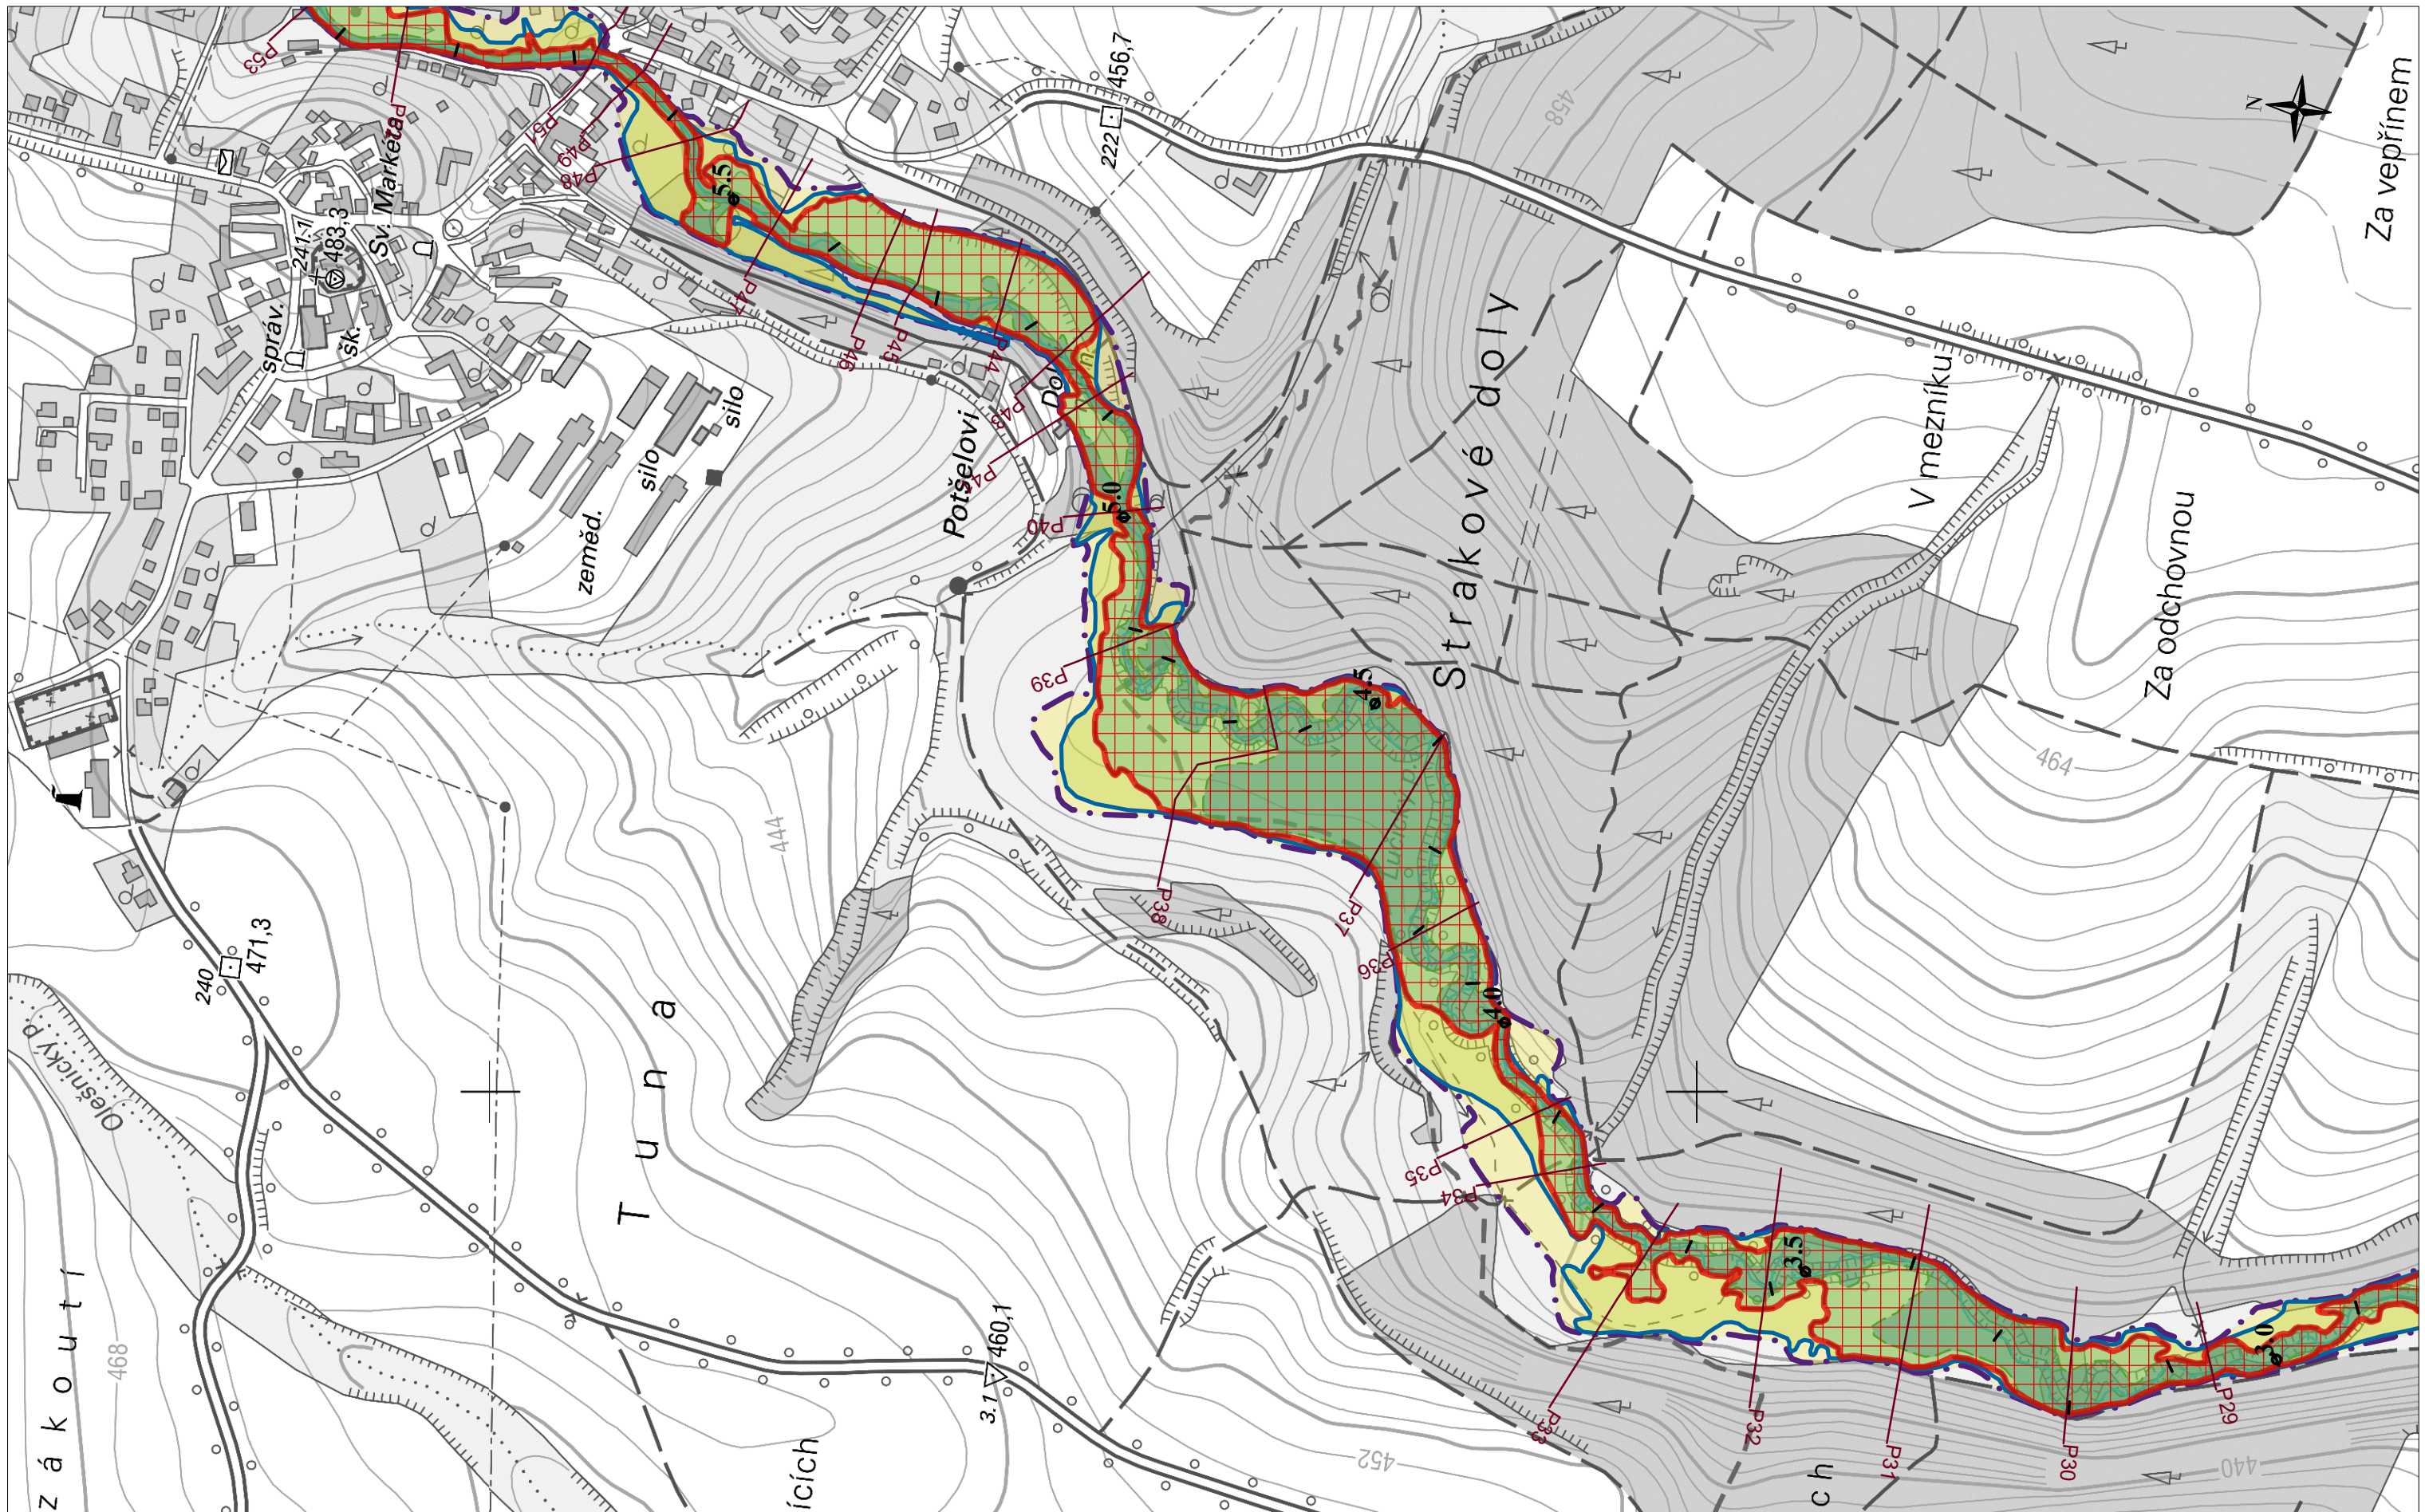 P53
P51
P49
P48
5.5
222
456,7
458
N
Za vepřínem
241.1
483,3
Sv. Markéta
správ.
šk.
P47
P46
P45
P44
P43
P41
P40
5.0
Potšelovi
silo
silo
zeměd.
Strakové doly
V mezníku
Za odchovnou
464
P39
4.5
444
P38
P37
P36
4.0
240
471,3
Olešnický p.
Tuna
P35
P34
3.5
P33
P32
P31
P30
P29
3.0
3.1
460,1
468
zákoutí
ících
452
ch
440